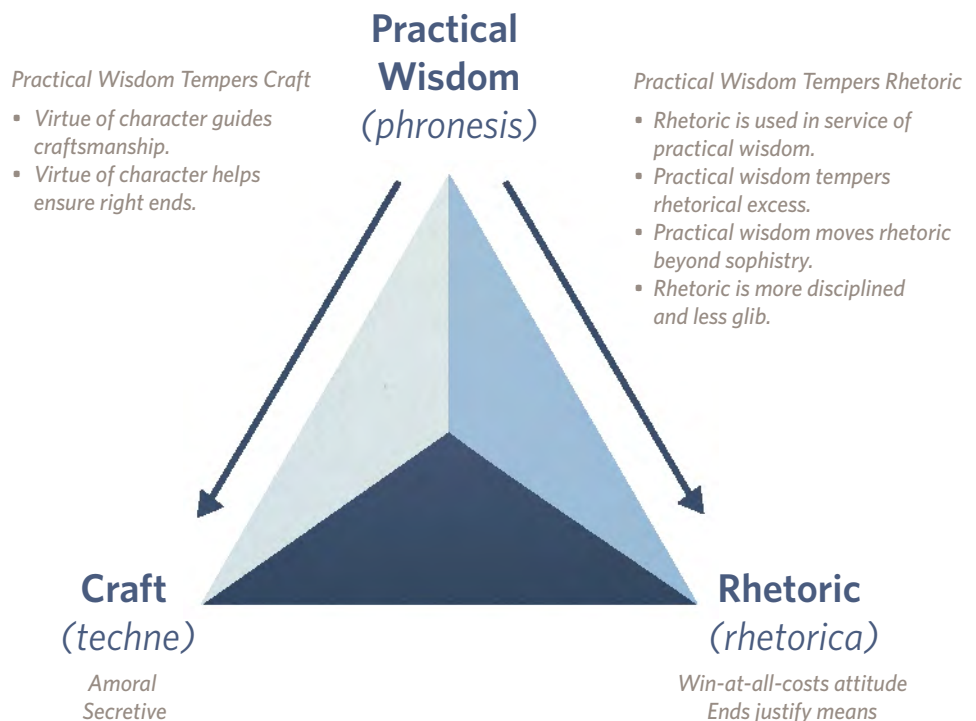 Practical
Wisdom
(phronesis)
Practical Wisdom Tempers Craft
▪ Virtue of character guides
craftsmanship.
▪ Virtue of character helps
ensure right ends.
Practical Wisdom Tempers Rhetoric
▪ Rhetoric is used in service of
practical wisdom.
▪ Practical wisdom tempers
rhetorical excess.
▪ Practical wisdom moves rhetoric
beyond sophistry.
▪ Rhetoric is more disciplined
and less glib.
Craft
(techne)
Amoral
Secretive
Rhetoric
(rhetorica)
Win-at-all-costs attitude
Ends justify means